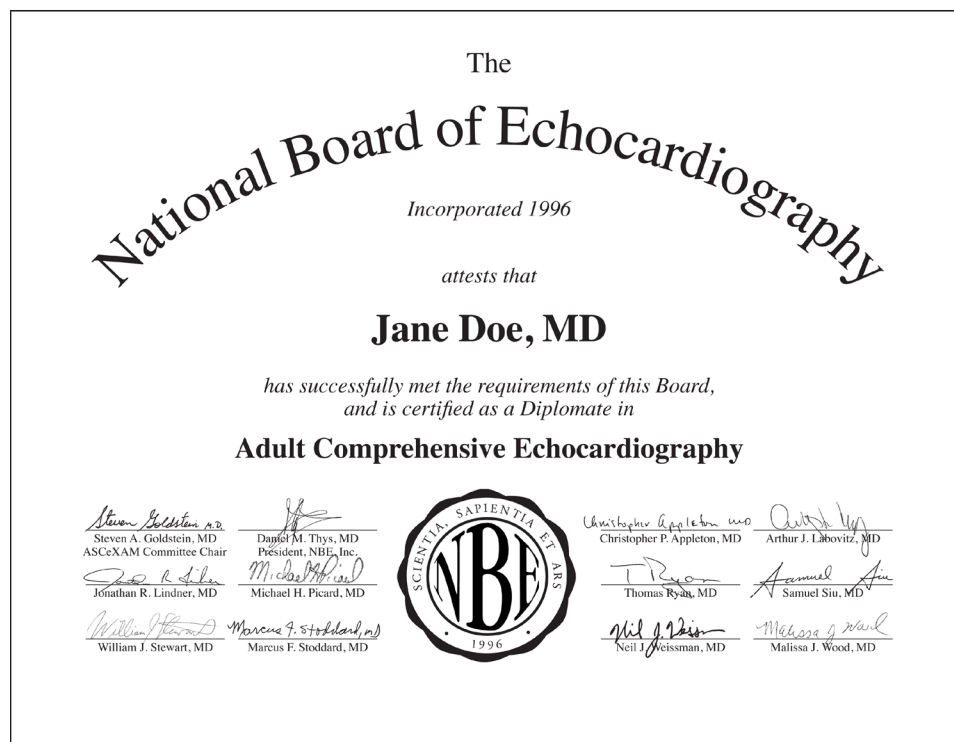 The
National Board of Echocardiography
Incorporated 1996
attests that
Jane Doe, MD
has successfully met the requirements of this Board,
and is certified as a Diplomate in
Adult Comprehensive Echocardiography
Steven Goldstein M.D.
Steven A. Goldstein, MD
ASCeXAM Committee Chair
Daniel M. Thys, MD
President, NBE, Inc.
Jonathan R. Lindner, MD
Michael H. Picard, MD
William J. Stewart, MD
Marcus F. Stoddard, MD
Marcus F. Stoddard, MD
SCIENTIA, SAPIENTIA ET ARS
NBE
1996
Christopher Appleton MD
Christopher P. Appleton, MD
Arthur J. Labovitz, MD
T Ryan
Thomas Ryan, MD
Samuel Siu
Samuel Siu, MD
Neil J. Weissman, MD
Malissa J. Wood, MD